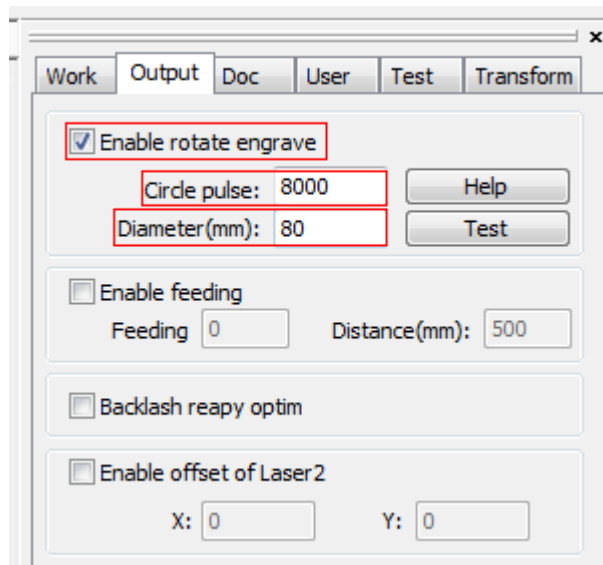 x
Work Output Doc User Test Transform
Enable rotate engrave
Circle pulse: 8000 Help
Diameter(mm): 80 Test
Enable feeding
Feeding 0 Distance(mm): 500
Backlash reapy optim
Enable offset of Laser2
X: 0 Y: 0